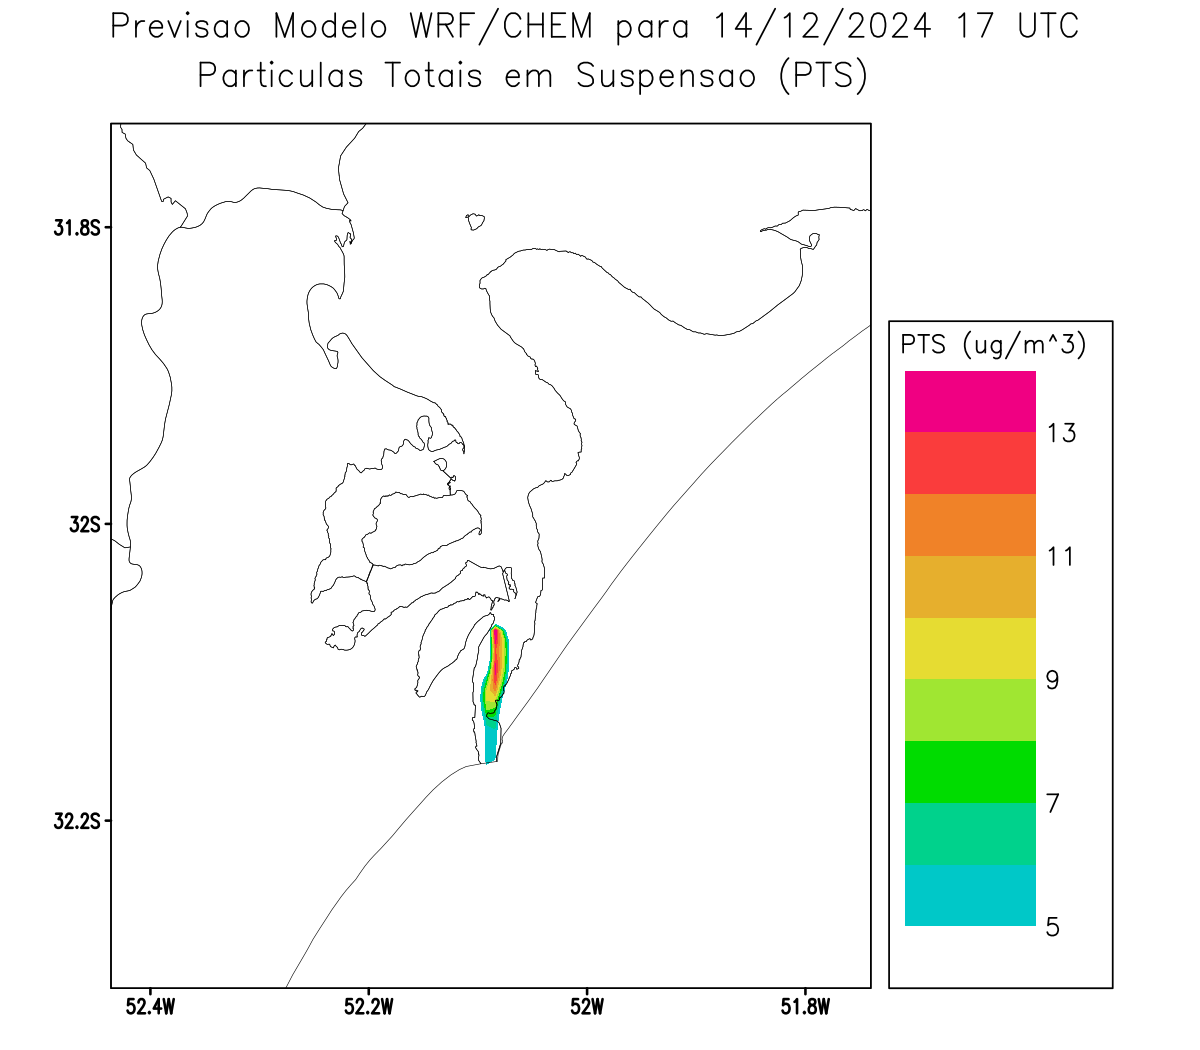 Previsao Modelo WRF/CHEM para 14/12/2024 17 UTC
Particulas Totais em Suspensao (PTS)
31.8S
32S
32.2S
52.4W
52.2W
52W
51.8W
PTS (ug/m^3)
13
11
9
7
5